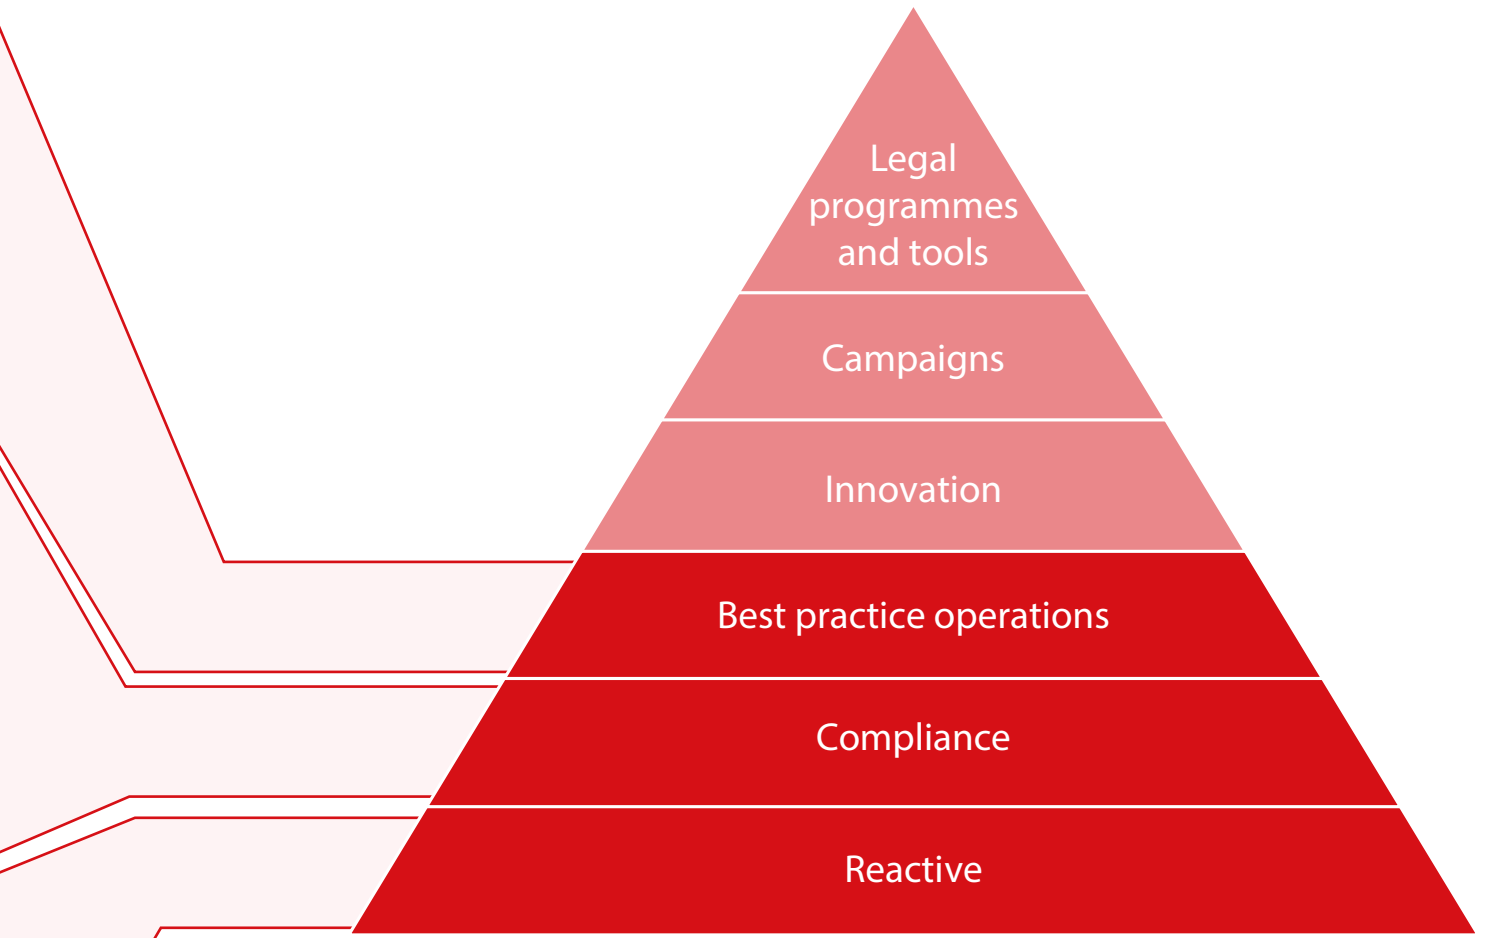 Legal
programmes
and tools
Campaigns
Innovation
Best practice operations
Compliance
Reactive